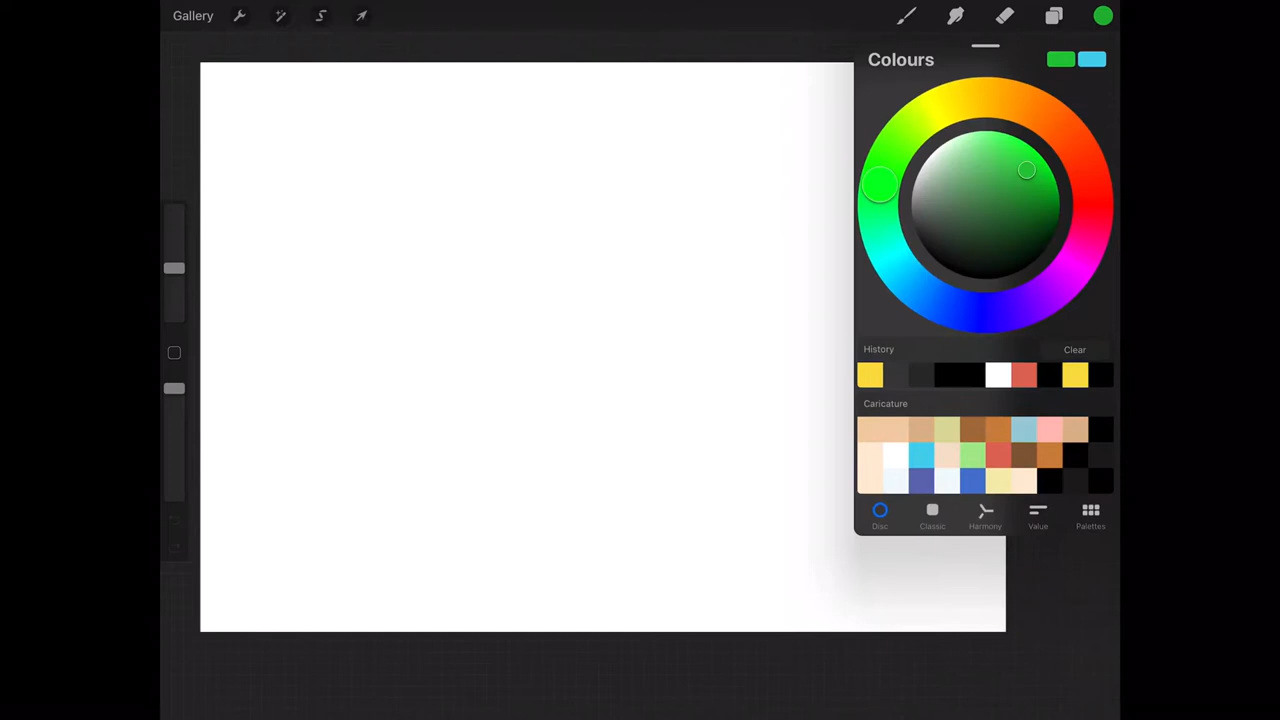 Gallery
Colours
History
Clear
Caricature
Disc
Classic
Harmony
Value
Palettes